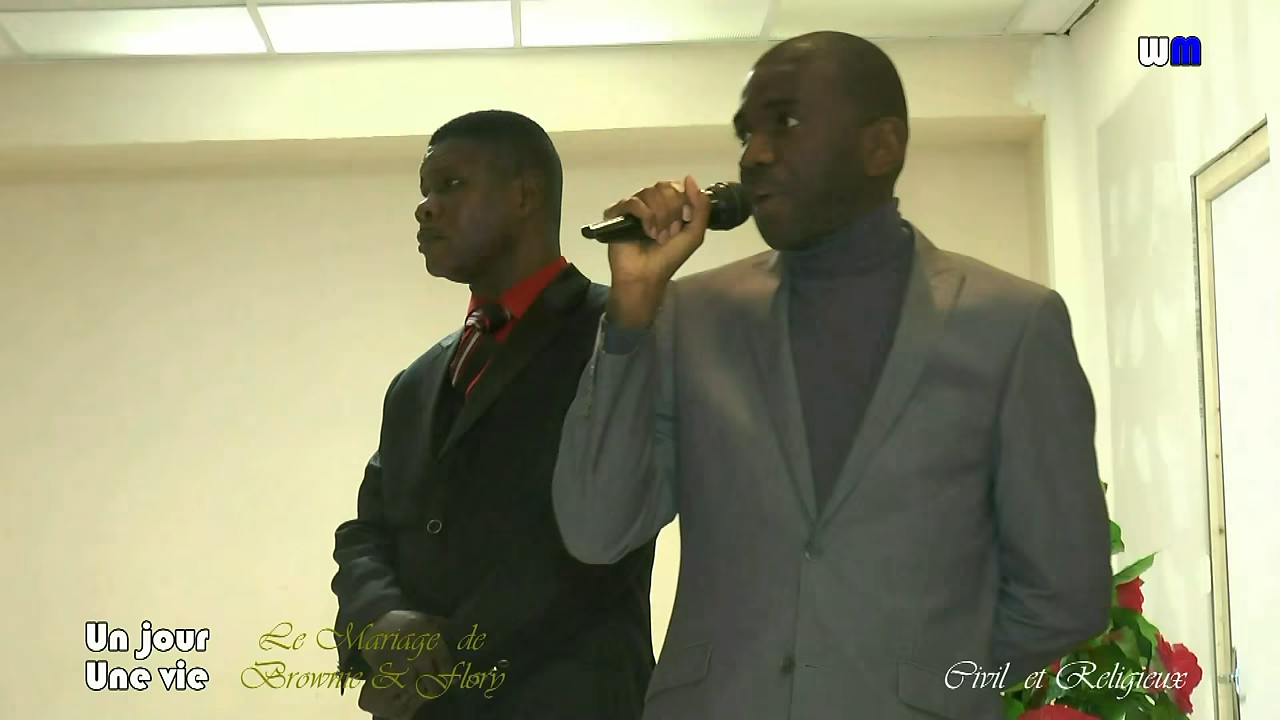 WM
Un jour
Une vie
Le Mariage de
Brownie & Flory
Civil et Religieux